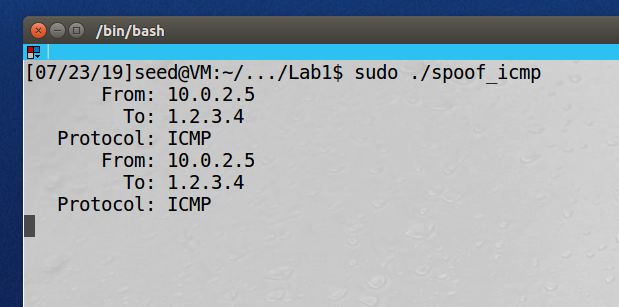 /bin/bash
[07/23/19]seed@VM:~/.../Lab1$ sudo ./spoof_icmp
From: 10.0.2.5
To: 1.2.3.4
Protocol: ICMP
From: 10.0.2.5
To: 1.2.3.4
Protocol: ICMP